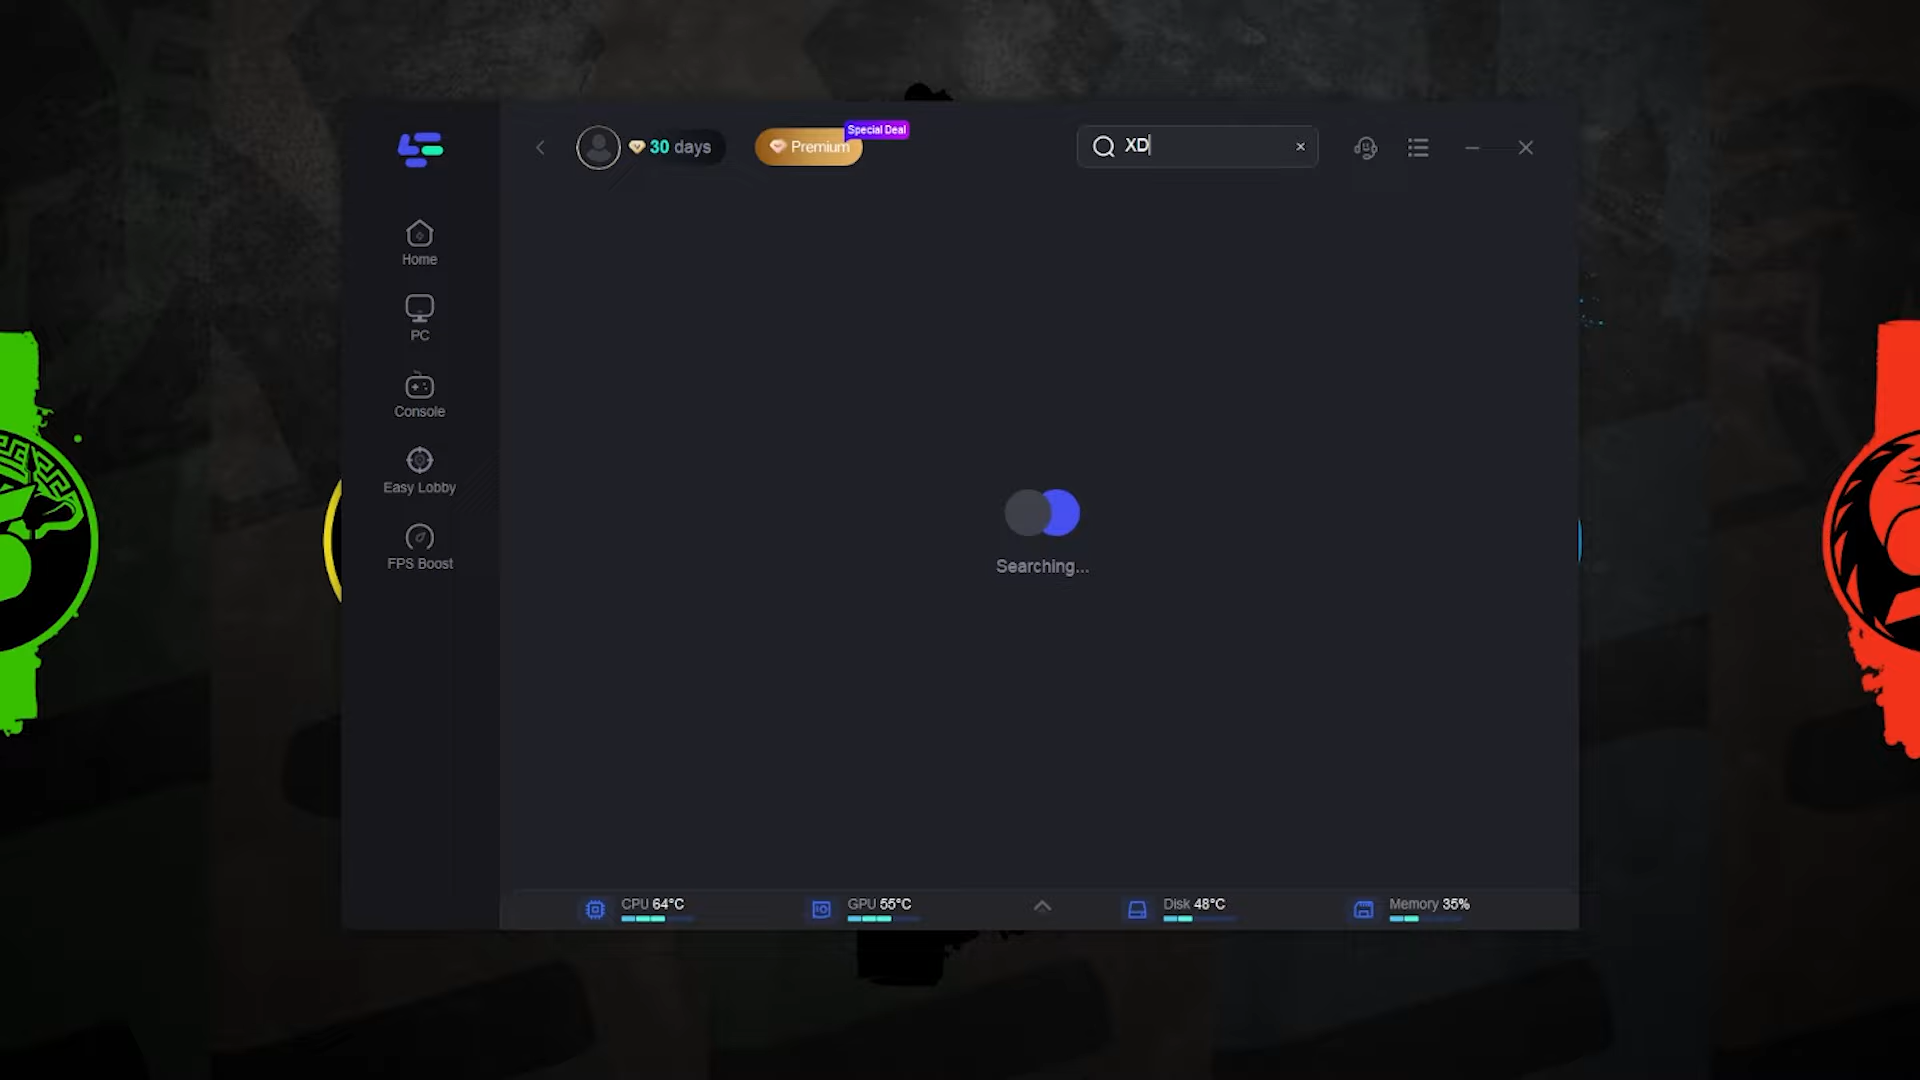 30 days
Premium
Special Deal
XD
Home
PC
Console
Easy Lobby
FPS Boost
Searching...
CPU 64°C
GPU 55°C
Disk 48°C
Memory 35%